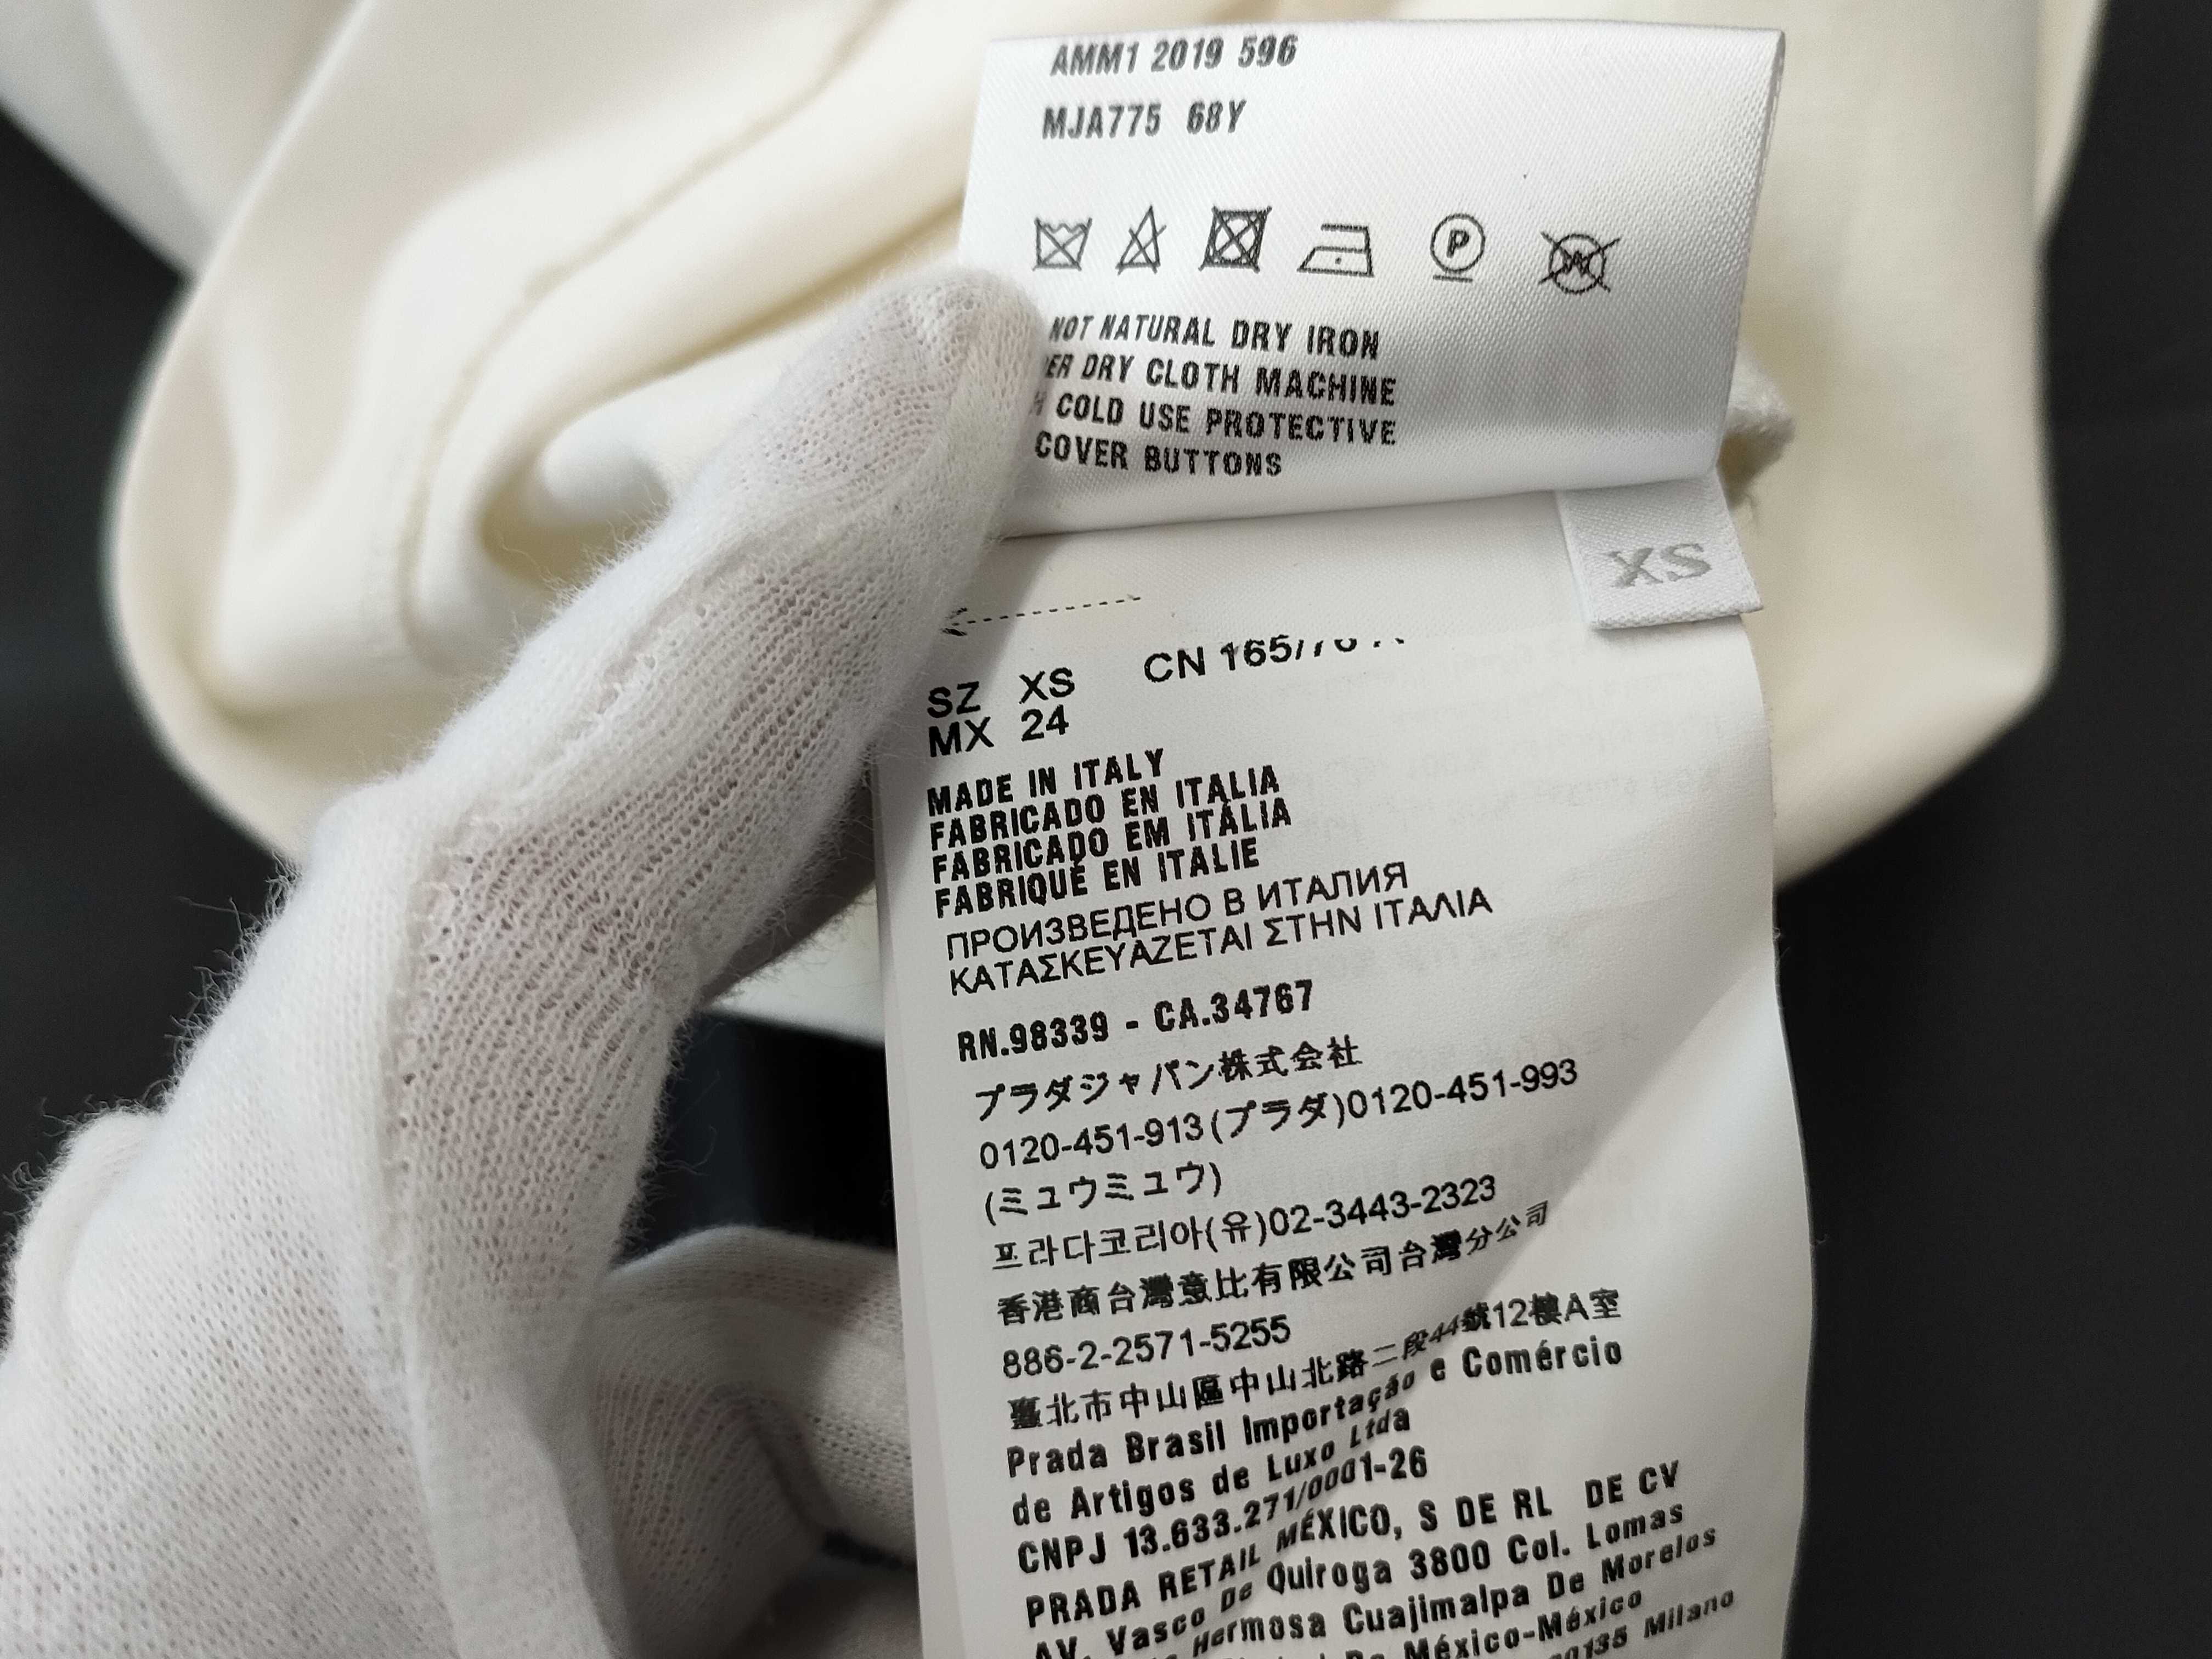 AMM1 2019 596
MJA775 68Y
P
W
NOT NATURAL DRY IRON
DRY CLOTH MACHINE
COLD USE PROTECTIVE
COVER BUTTONS
XS
SZ XS CN
MX 24
MADE IN ITALY
FABRICADO EN ITALIA
FABRICADO EM ITÁLIA
FABRIQUÉ EN ITALIE
ПРОИЗВЕДЕНО В ИТАЛИЯ
ΚΑΤΑΣΚΕΥΑΖΕΤΑΙ ΣΤΗΝ ΙΤΑΛΙΑ
RN.98339 - CA.34767
プラダジャパン株式会社
0120-451-913(プラダ)0120-451-993
(ミュウミュウ)
프라다코리아(유)02-3443-2323
香港商台灣意比有限公司台灣分公司
886-2-2571-5255
臺北市中山區中山北路二段44號12樓A室
Prada Brasil Importação e Comércio
de Artigos de Luxo Ltda
CNPJ 13.633.271/0001-26
PRADA RETAIL MÉXICO, S DE RL DE CV
AV. Vasco De Quiroga 3800 Col. Lomas
Hermosa Cuajimalpa De Morelos
De México-México
Milano